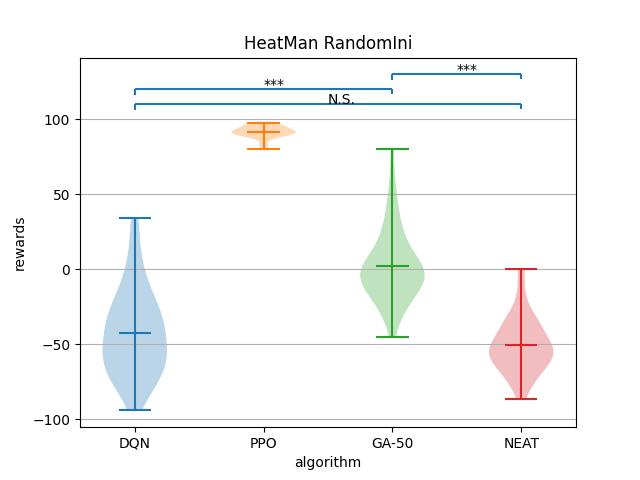 HeatMan RandomIni
***
***
N.S.
100
50
0
−50
−100
rewards
DQN PPO GA-50 NEAT
algorithm